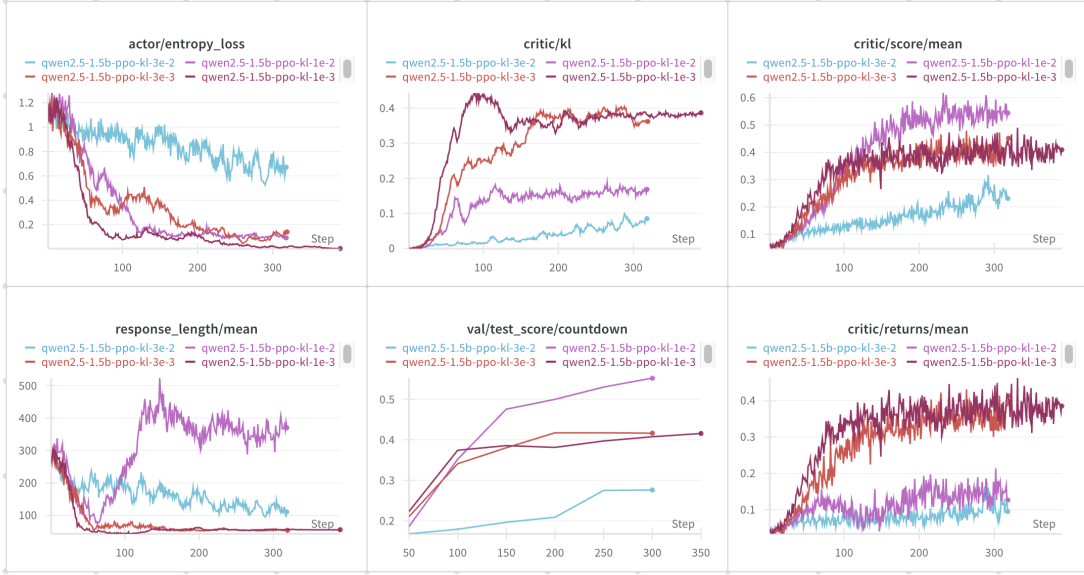 actor/entropy_loss
qwen2.5-1.5b-ppo-kl-3e-2 qwen2.5-1.5b-ppo-kl-1e-2
qwen2.5-1.5b-ppo-kl-3e-3 qwen2.5-1.5b-ppo-kl-1e-3
1.2
1
0.8
0.6
0.4
0.2
Step
100 200 300
critic/kl
qwen2.5-1.5b-ppo-kl-3e-2 qwen2.5-1.5b-ppo-kl-1e-2
qwen2.5-1.5b-ppo-kl-3e-3 qwen2.5-1.5b-ppo-kl-1e-3
0.4
0.3
0.2
0.1
0
Step
100 200 300
critic/score/mean
qwen2.5-1.5b-ppo-kl-3e-2 qwen2.5-1.5b-ppo-kl-1e-2
qwen2.5-1.5b-ppo-kl-3e-3 qwen2.5-1.5b-ppo-kl-1e-3
0.6
0.5
0.4
0.3
0.2
0.1
Step
100 200 300
response_length/mean
qwen2.5-1.5b-ppo-kl-3e-2 qwen2.5-1.5b-ppo-kl-1e-2
qwen2.5-1.5b-ppo-kl-3e-3 qwen2.5-1.5b-ppo-kl-1e-3
500
400
300
200
100
Step
100 200 300
val/test_score/countdown
qwen2.5-1.5b-ppo-kl-3e-2 qwen2.5-1.5b-ppo-kl-1e-2
qwen2.5-1.5b-ppo-kl-3e-3 qwen2.5-1.5b-ppo-kl-1e-3
0.5
0.4
0.3
0.2
Step
50 100 150 200 250 300 350
critic/returns/mean
qwen2.5-1.5b-ppo-kl-3e-2 qwen2.5-1.5b-ppo-kl-1e-2
qwen2.5-1.5b-ppo-kl-3e-3 qwen2.5-1.5b-ppo-kl-1e-3
0.4
0.3
0.2
0.1
Step
100 200 300